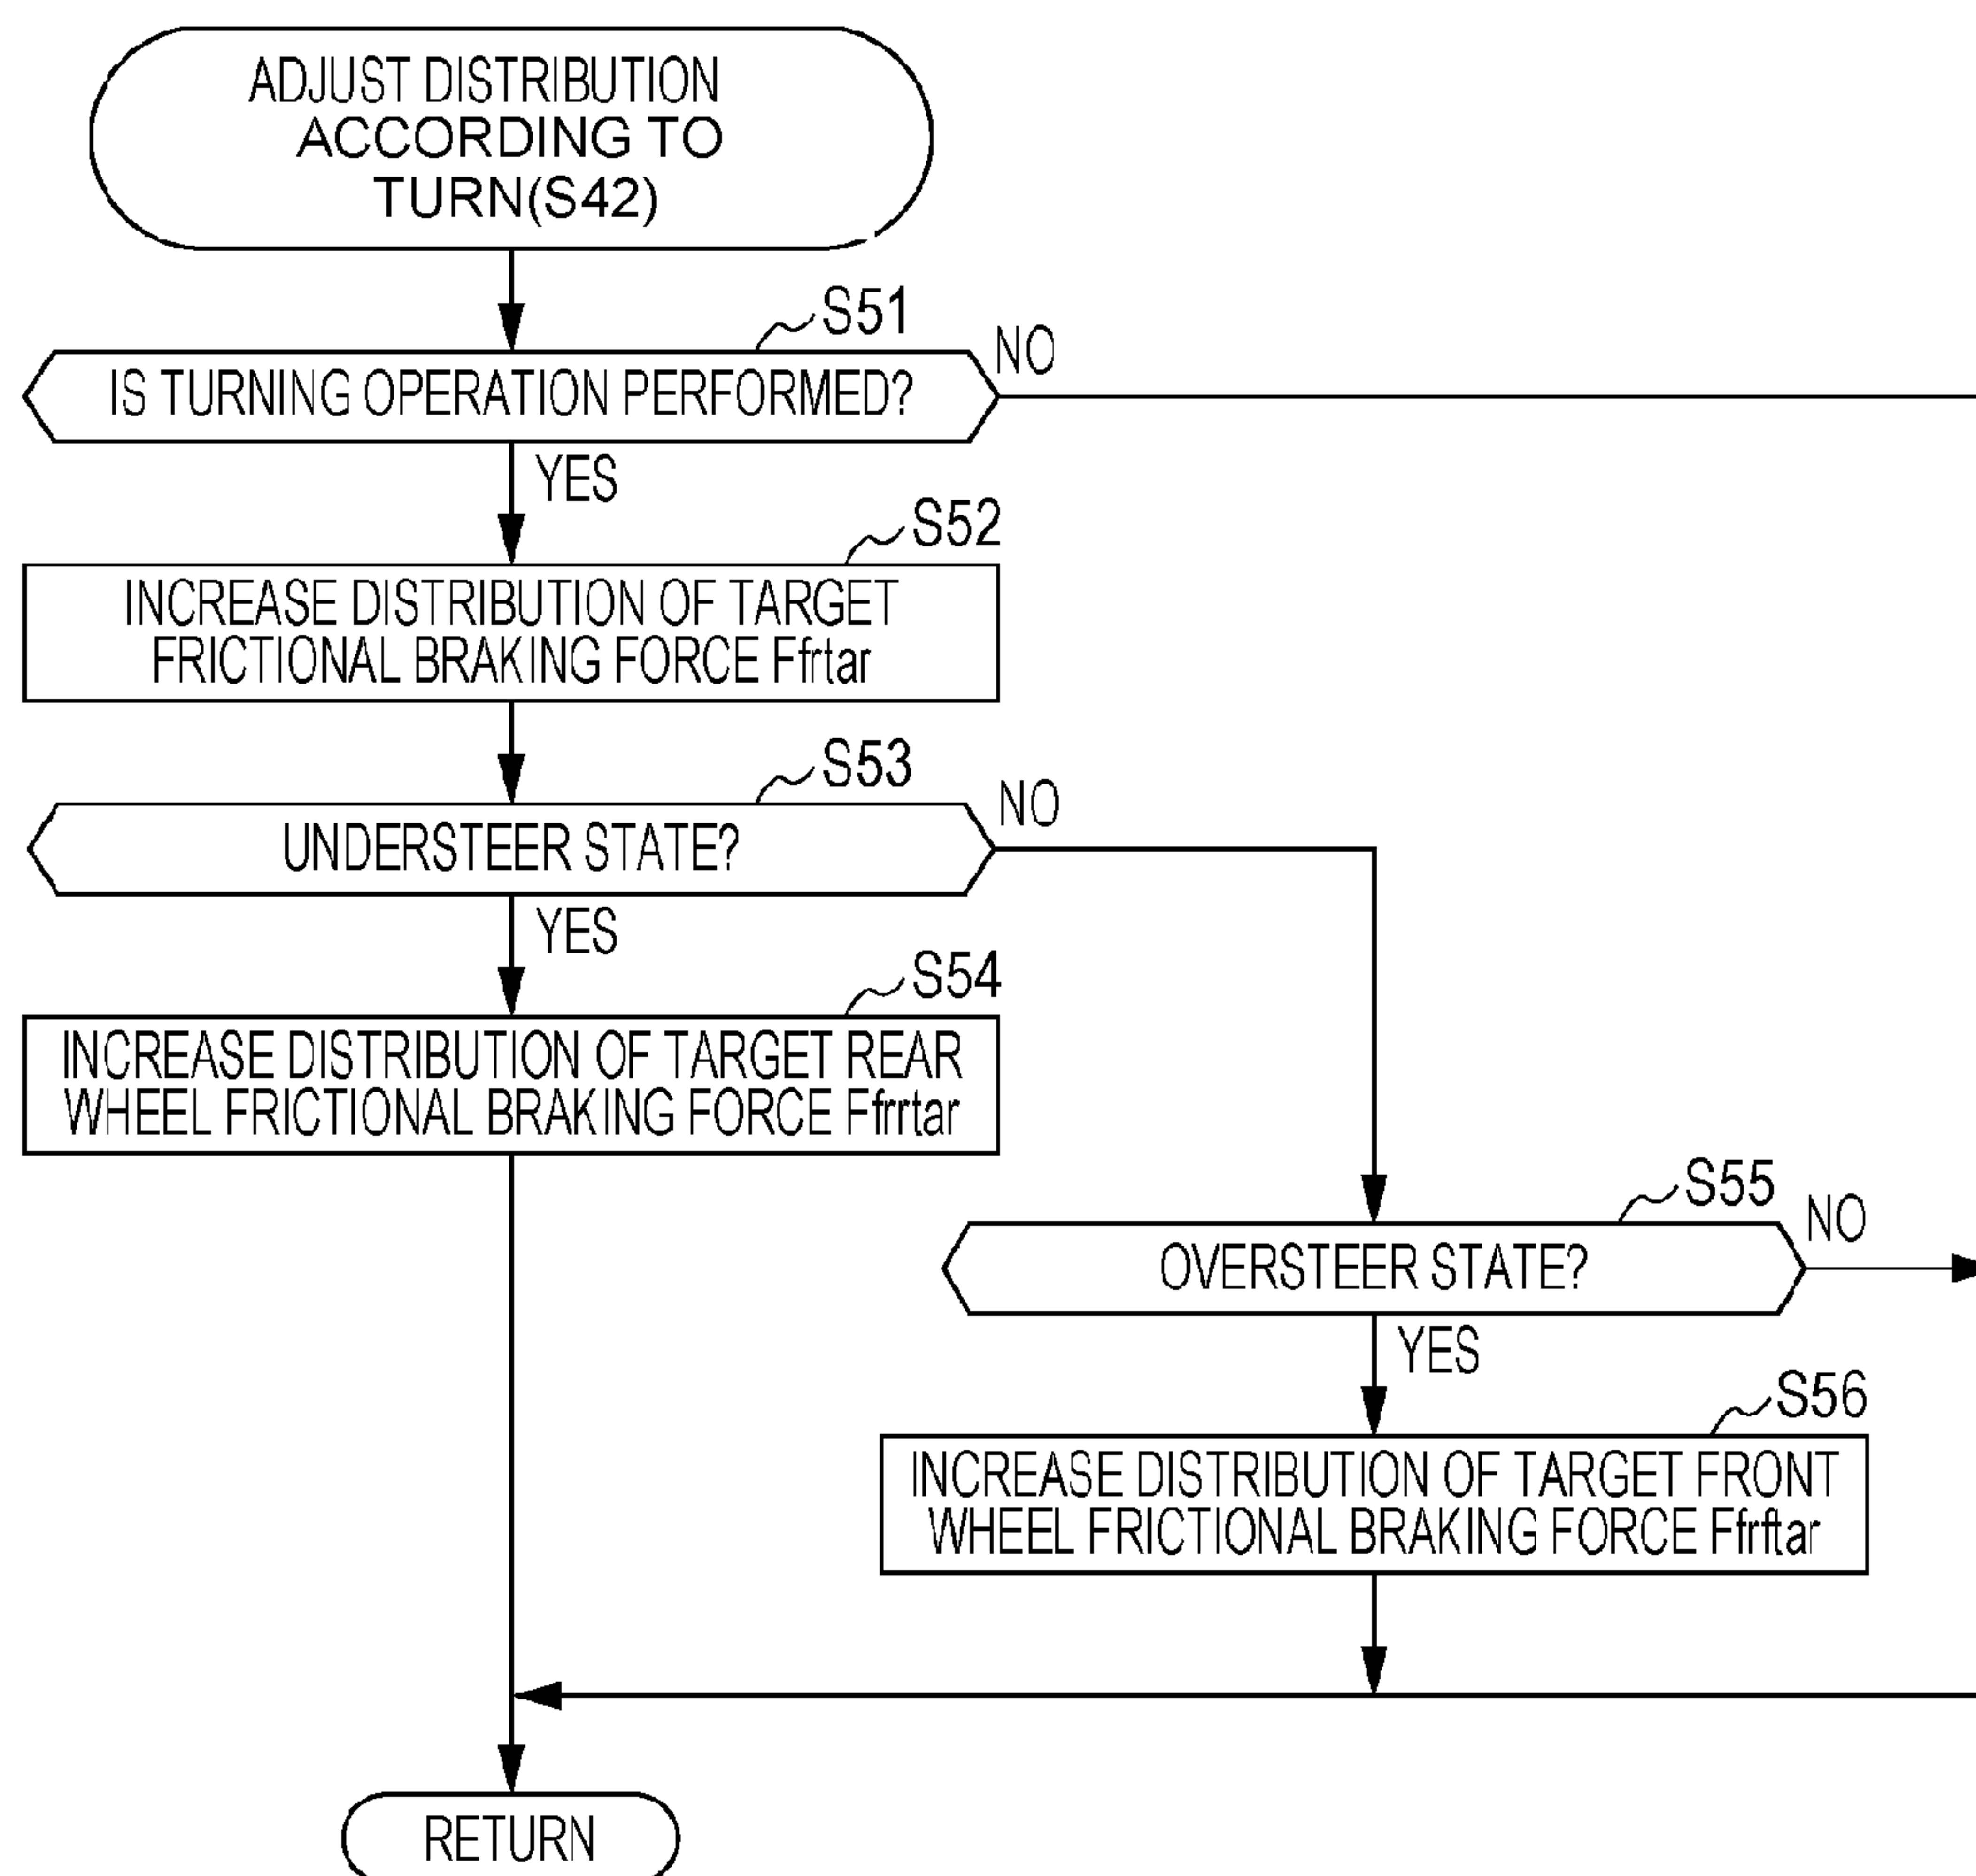 ADJUST DISTRIBUTION
ACCORDING TO
TURN(S42)
S51
NO
IS TURNING OPERATION PERFORMED?
YES
S52
INCREASE DISTRIBUTION OF TARGET
FRICTIONAL BRAKING FORCE Ffrtar
S53
NO
UNDERSTEER STATE?
YES
S54
INCREASE DISTRIBUTION OF TARGET REAR
WHEEL FRICTIONAL BRAKING FORCE Ffrrtar
S55
NO
OVERSTEER STATE?
YES
S56
INCREASE DISTRIBUTION OF TARGET FRONT
WHEEL FRICTIONAL BRAKING FORCE Ffrftar
RETURN